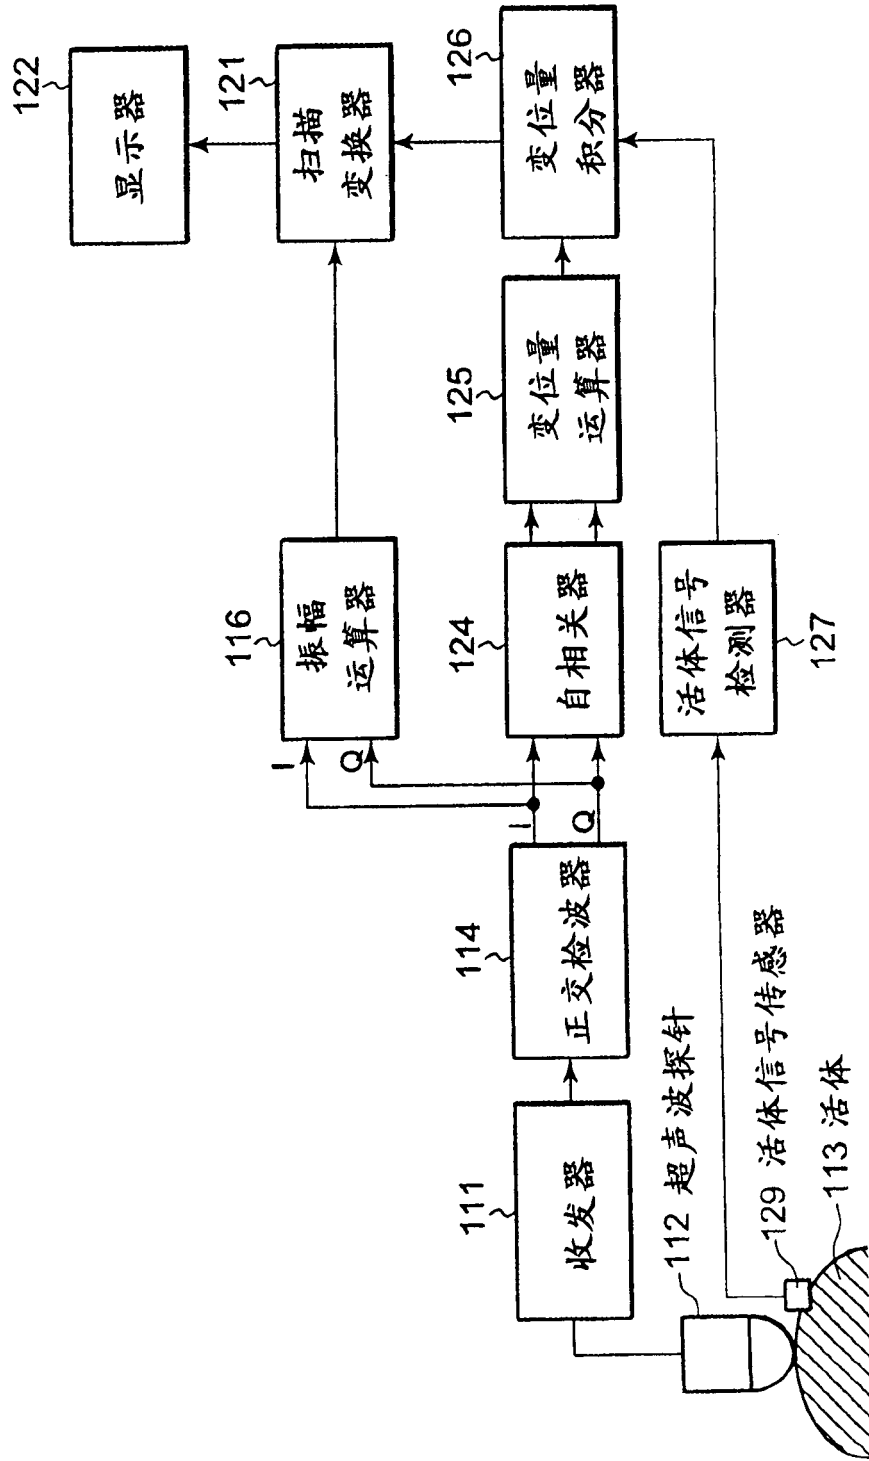 116
振幅
运算器
I
Q
121
扫描
变换器
122
显示器
111
收发器
114
正交检波器
I
Q
124
自相关器
125
变位量
运算器
126
变位量
积分器
112 超声波探针
活体信号
检测器
127
129 活体信号传感器
113 活体